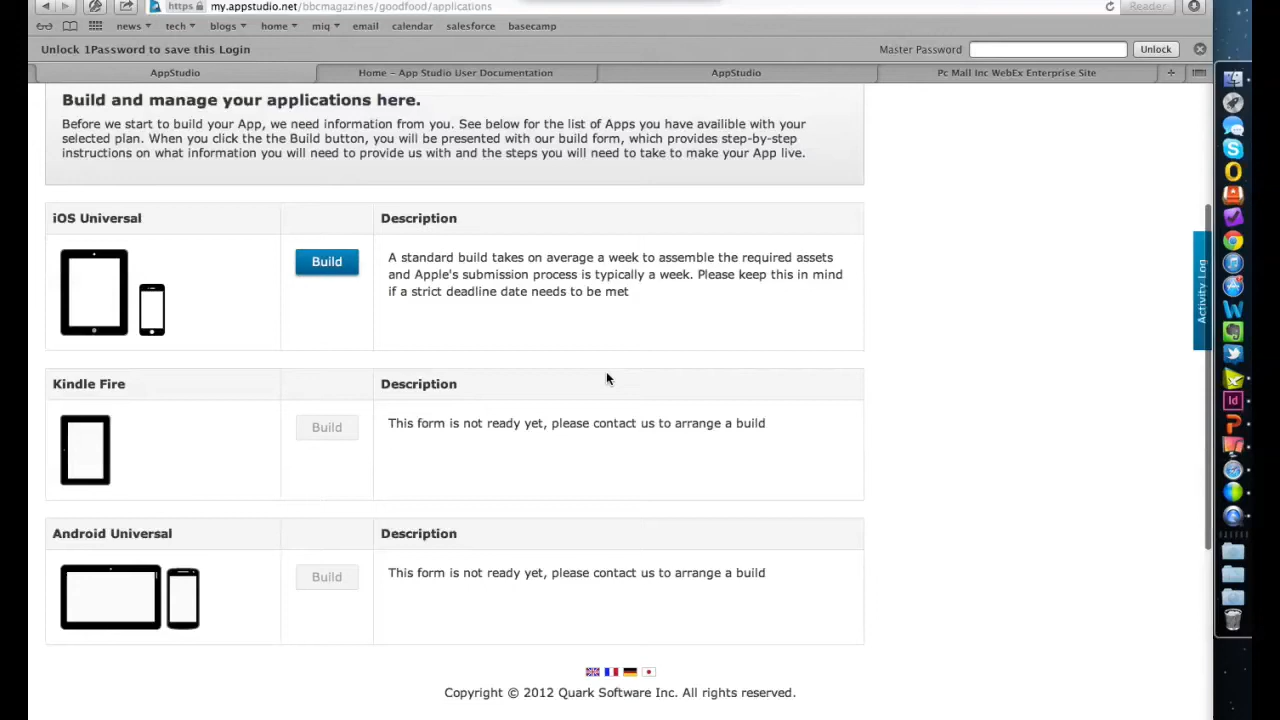 https my.appstudio.net/bbcmagazines/goodfood/applications Reader
news tech blogs home miq email calendar salesforce basecamp
Unlock 1Password to save this Login Master Password Unlock
AppStudio Home – App Studio User Documentation AppStudio Pc Mall Inc WebEx Enterprise Site +
Build and manage your applications here.
Before we start to build your App, we need information from you. See below for the list of Apps you have availible with your
selected plan. When you click the the Build button, you will be presented with our build form, which provides step-by-step
instructions on what information you will need to provide us with and the steps you will need to take to make your App live.
iOS Universal Description
Build
A standard build takes on average a week to assemble the required assets
and Apple's submission process is typically a week. Please keep this in mind
if a strict deadline date needs to be met
Activity Log
Kindle Fire Description
Build This form is not ready yet, please contact us to arrange a build
Id
Android Universal Description
Build This form is not ready yet, please contact us to arrange a build
Copyright © 2012 Quark Software Inc. All rights reserved.